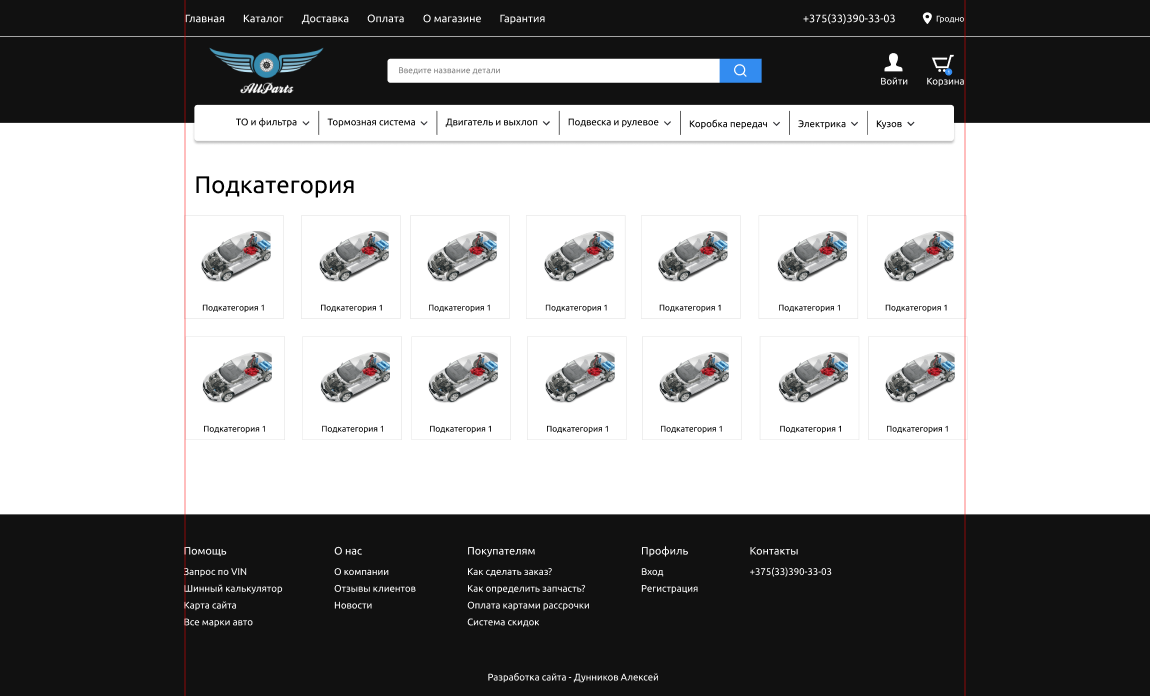 Главная Каталог Доставка Оплата О магазине Гарантия +375(33)390-33-03 Гродно
AllParts
Введите название детали
Войти Корзина
ТО и фильтра Тормозная система Двигатель и выхлоп Подвеска и рулевое Коробка передач Электрика Кузов
Подкатегория
Подкатегория 1 Подкатегория 1 Подкатегория 1 Подкатегория 1 Подкатегория 1 Подкатегория 1 Подкатегория 1
Подкатегория 1 Подкатегория 1 Подкатегория 1 Подкатегория 1 Подкатегория 1 Подкатегория 1 Подкатегория 1
Помощь О нас Покупателям Профиль Контакты
Запрос по VIN О компании Как сделать заказ? Вход +375(33)390-33-03
Шинный калькулятор Отзывы клиентов Как определить запчасть? Регистрация
Карта сайта Новости Оплата картами рассрочки
Все марки авто Система скидок
Разработка сайта - Дунников Алексей